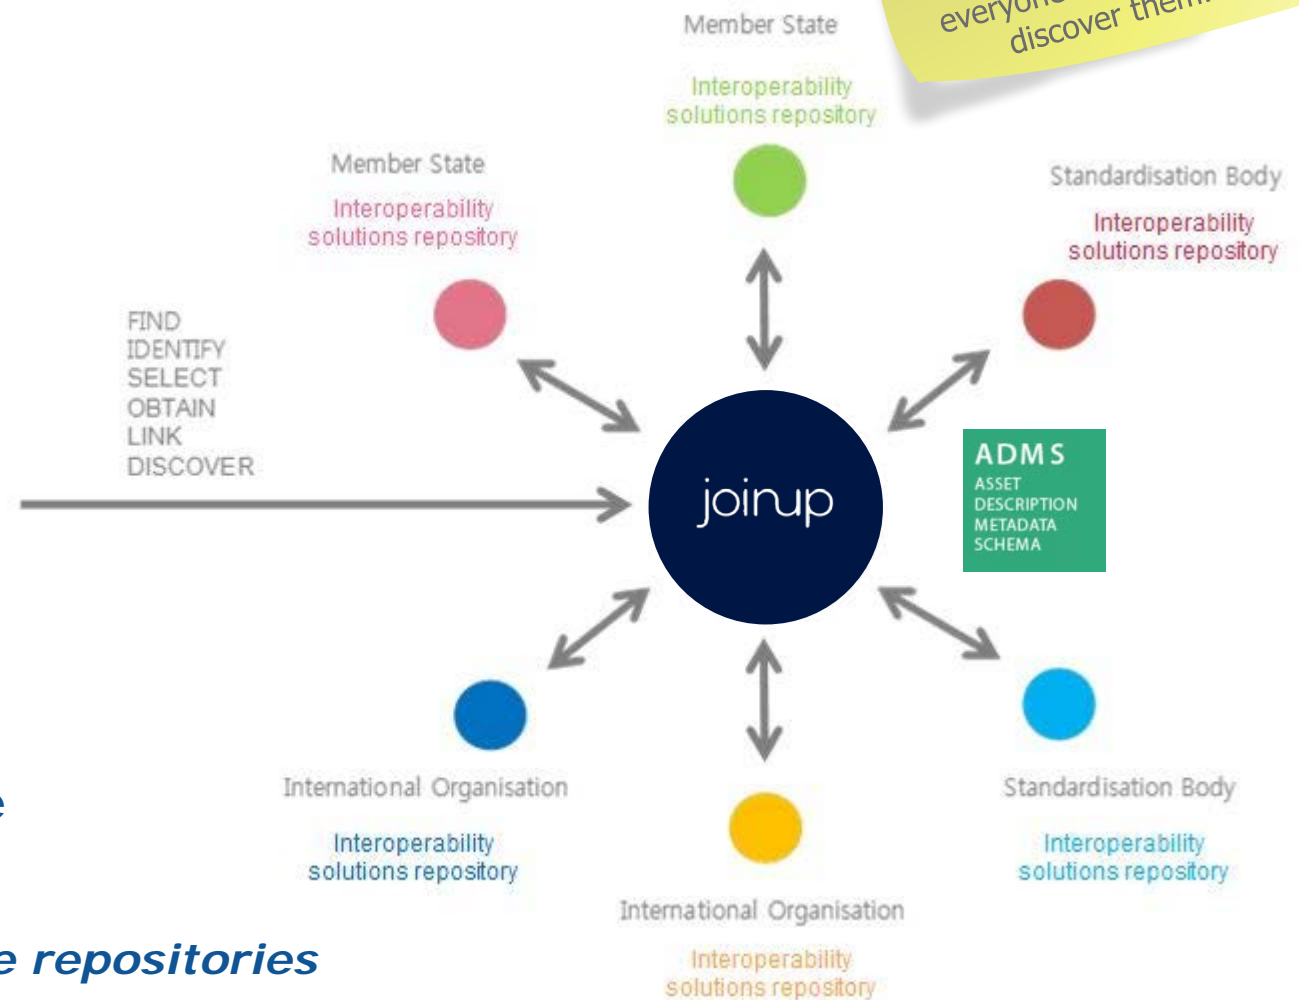 everyone
discover them.
Member State
Interoperability
solutions repository
Member State
Interoperability
solutions repository
Standardisation Body
Interoperability
solutions repository
FIND
IDENTIFY
SELECT
OBTAIN
LINK
DISCOVER
joinup
ADMS
ASSET
DESCRIPTION
METADATA
SCHEMA
International Organisation
Interoperability
solutions repository
Standardisation Body
Interoperability
solutions repository
International Organisation
Interoperability
solutions repository
e
e repositories